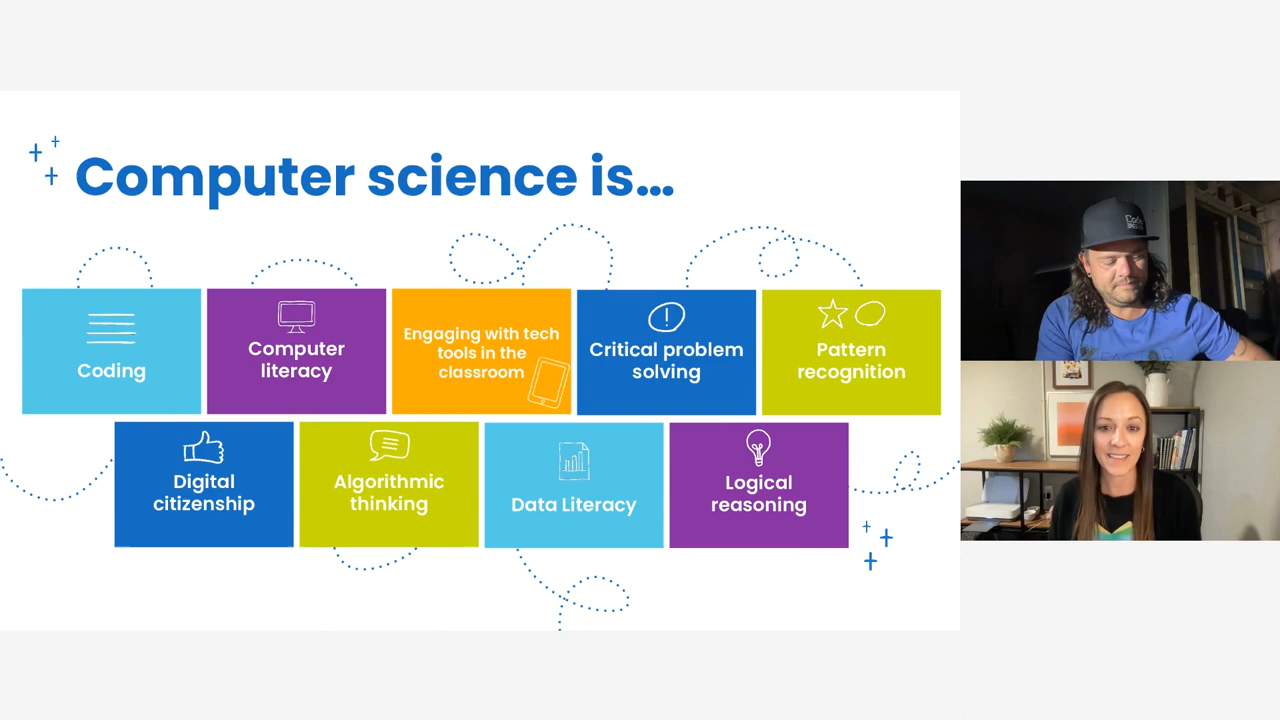 Computer science is...
Coding
Computer
literacy
Engaging with tech
tools in the
classroom
Critical problem
solving
Pattern
recognition
Digital
citizenship
Algorithmic
thinking
Data Literacy
Logical
reasoning